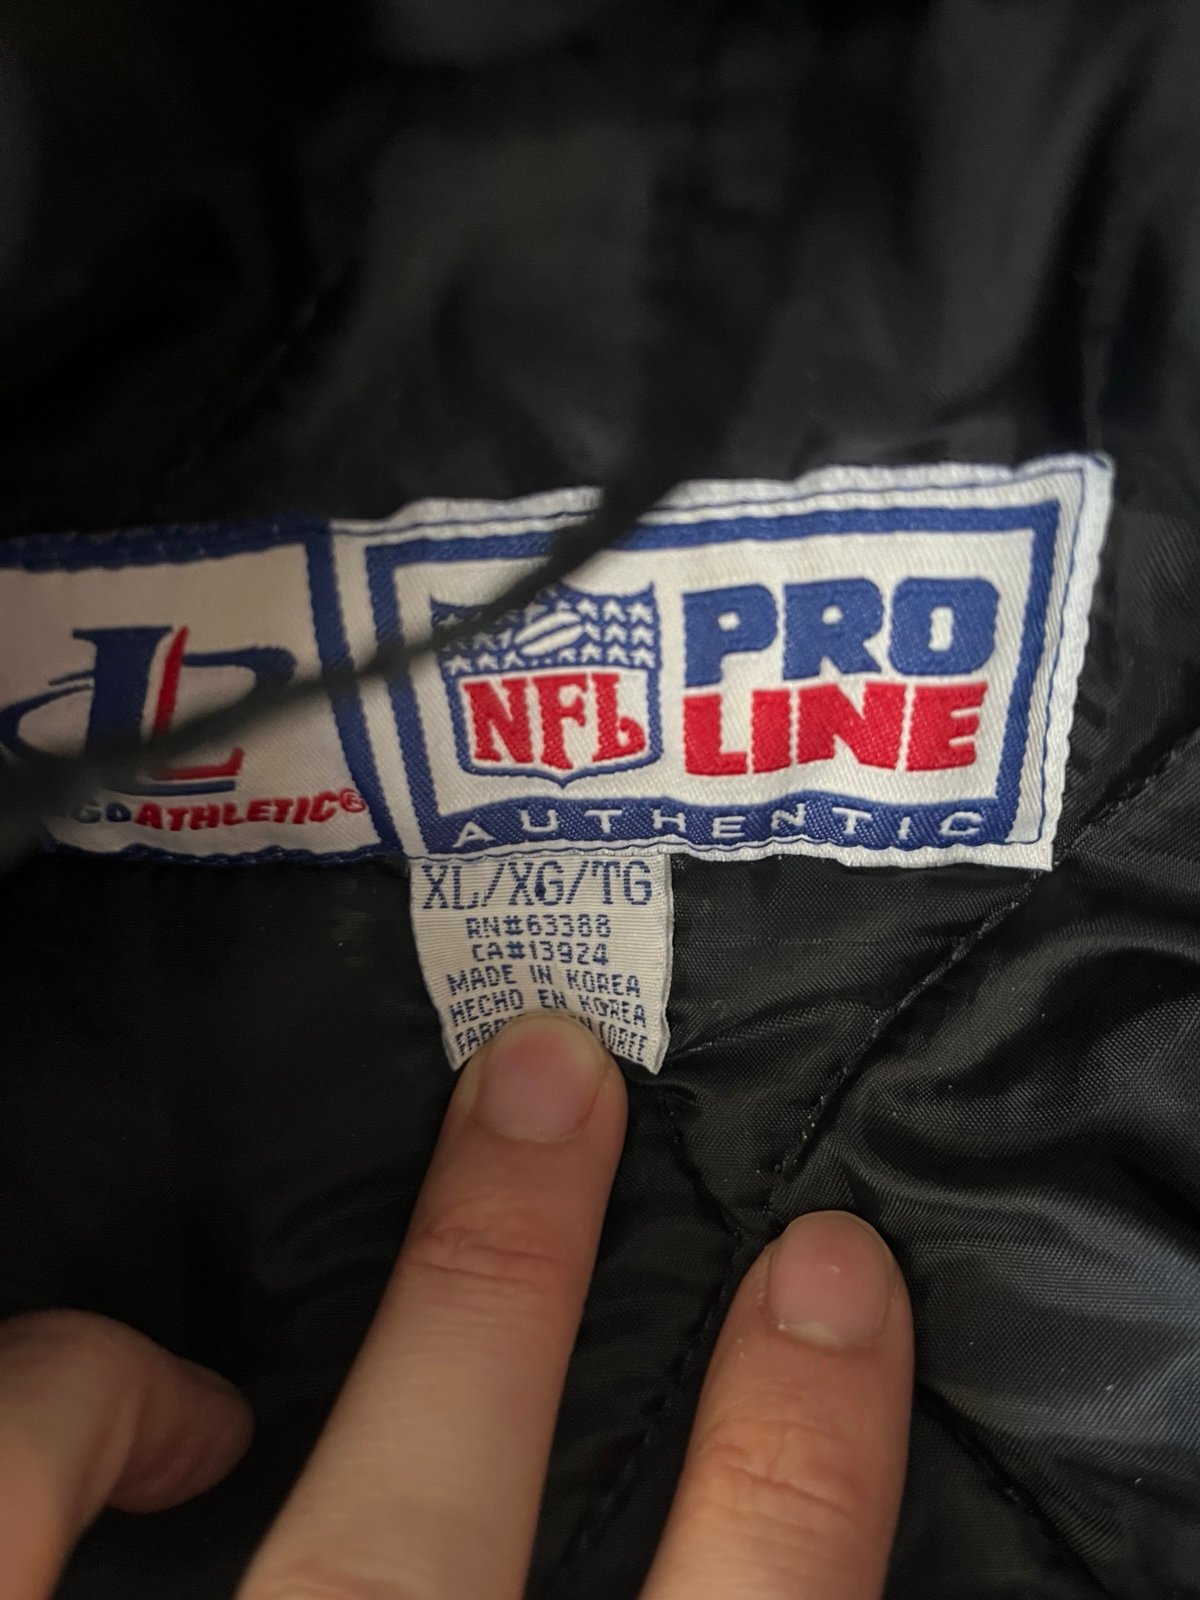 ATHLETIC®
NFL
PRO
LINE
AUTHENTIC
XL/XG/TG
RN#63388
CA#13924
MADE IN KOREA
HECHO EN KOREA